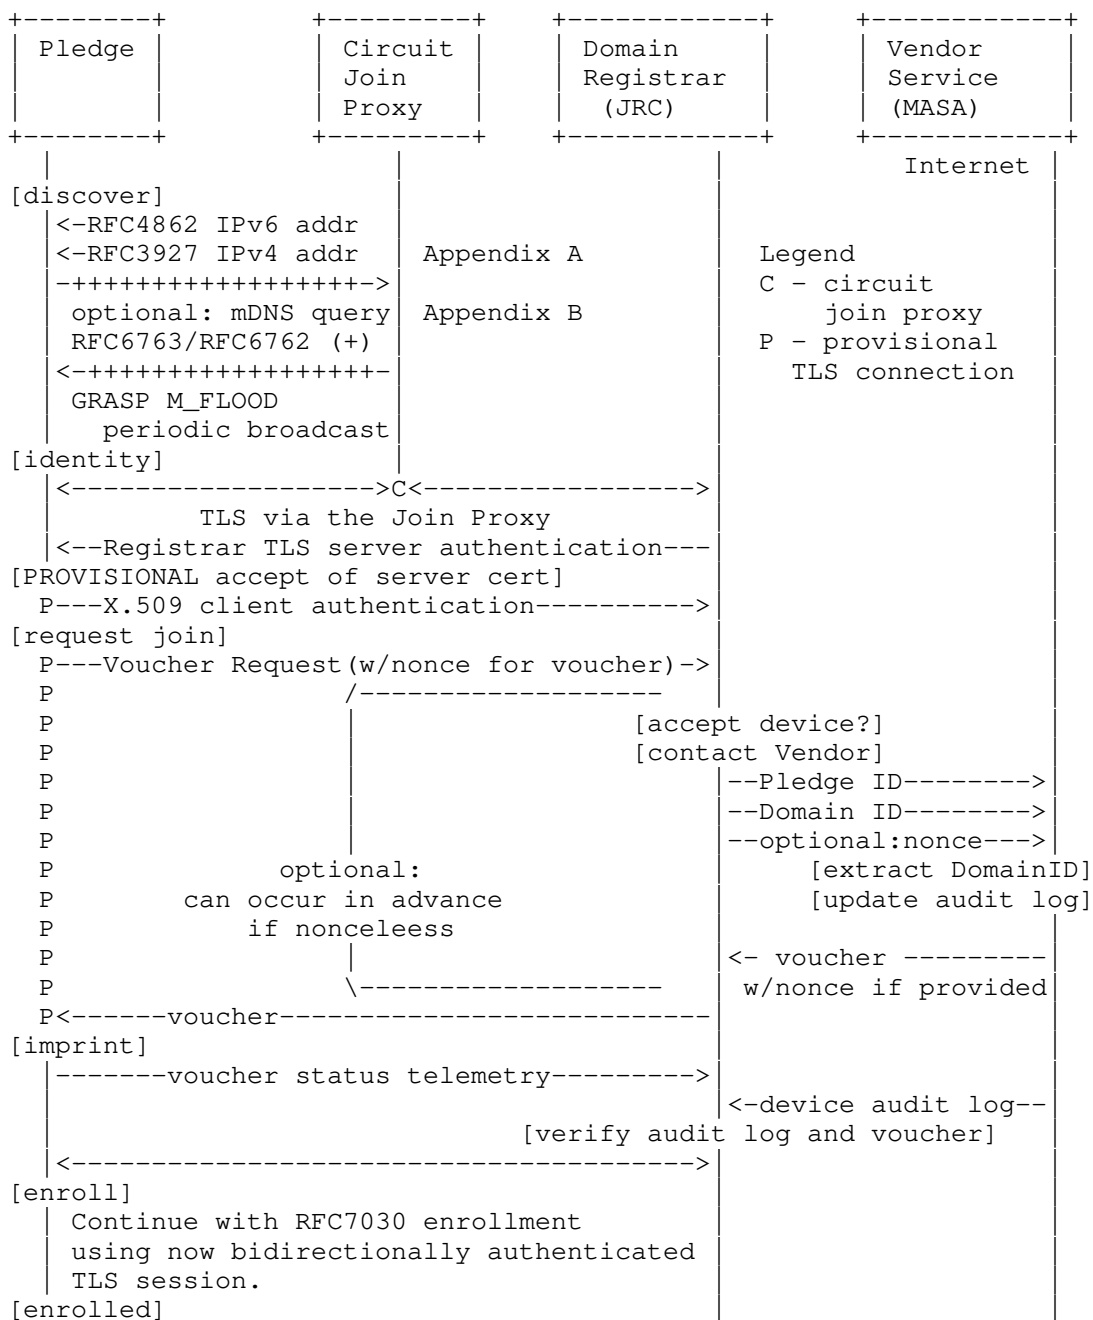 +--------+         +---------+    +------------+     +------------+
| Pledge |         | Circuit |    | Domain     |     | Vendor     |
|        |         | Join    |    | Registrar  |     | Service    |
|        |         | Proxy   |    |  (JRC)     |     | (MASA)     |
+--------+         +---------+    +------------+     +------------+
  |                     |                   |           Internet |
[discover]              |                   |                    |
  |<-RFC4862 IPv6 addr  |                   |                    |
  |<-RFC3927 IPv4 addr  | Appendix A        |  Legend            |
  |-++++++++++++++++++->|                   |  C - circuit       |
  | optional: mDNS query| Appendix B        |      join proxy    |
  | RFC6763/RFC6762 (+) |                   |  P - provisional   |
  |<-++++++++++++++++++-|                   |    TLS connection  |
  | GRASP M_FLOOD       |                   |                    |
  |   periodic broadcast|                   |                    |
[identity]              |                   |                    |
  |<------------------->C<----------------->|                    |
  |         TLS via the Join Proxy          |                    |
  |<--Registrar TLS server authentication---|                    |
[PROVISIONAL accept of server cert]         |                    |
  P---X.509 client authentication---------->|                    |
[request join]                              |                    |
  P---Voucher Request(w/nonce for voucher)->|                    |
  P                  /-------------------   |                    |
  P                  |                 [accept device?]          |
  P                  |                 [contact Vendor]          |
  P                  |                      |--Pledge ID-------->|
  P                  |                      |--Domain ID-------->|
  P                  |                      |--optional:nonce--->|
  P              optional:                  |     [extract DomainID]
  P        can occur in advance             |     [update audit log]
  P            if nonceleess                |                    |
  P                  |                      |<- voucher ---------|
  P                  \-------------------   | w/nonce if provided|
  P<------voucher---------------------------|                    |
[imprint]                                   |                    |
  |-------voucher status telemetry--------->|                    |
  |                                         |<-device audit log--|
  |                             [verify audit log and voucher]   |
  |<--------------------------------------->|                    |
[enroll]                                    |                    |
  | Continue with RFC7030 enrollment        |                    |
  | using now bidirectionally authenticated |                    |
  | TLS session.                            |                    |
[enrolled]                                  |                    |